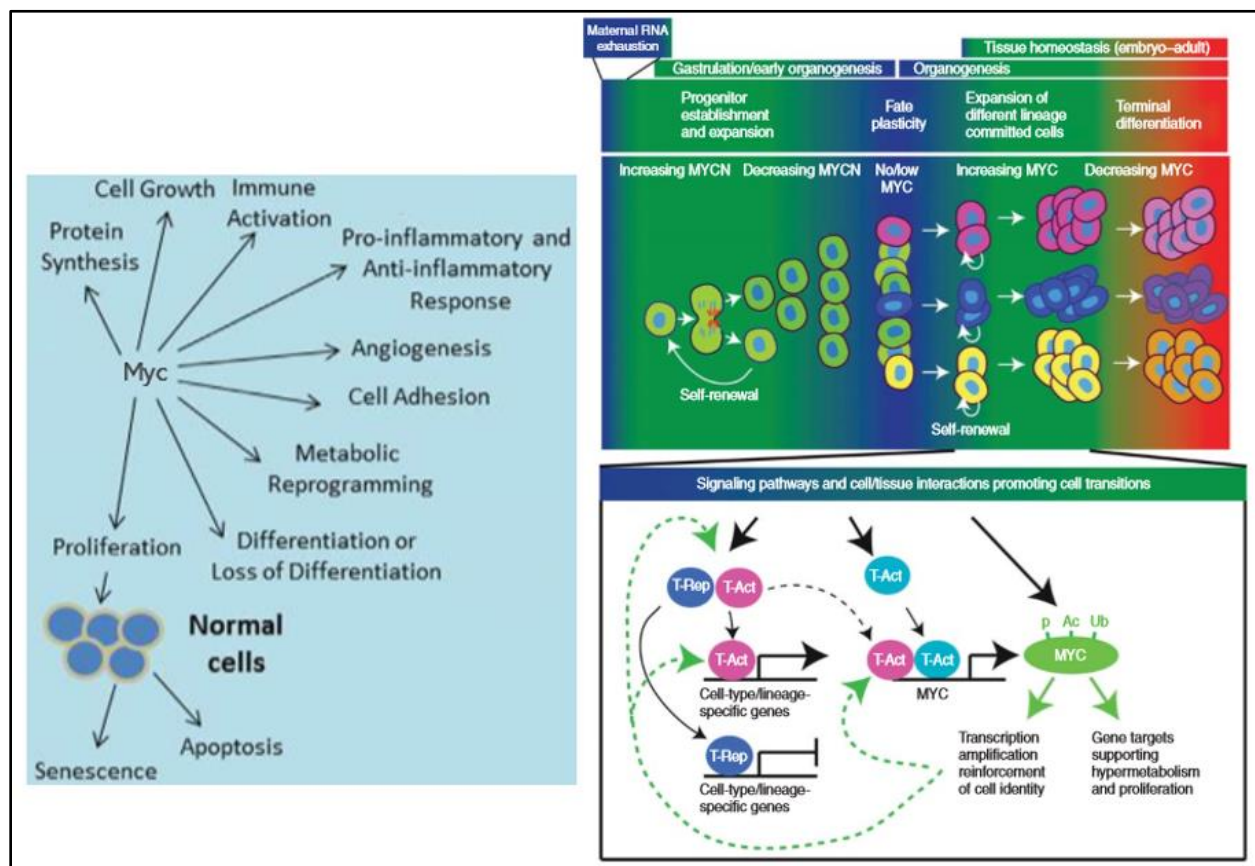 Cell Growth
Immune
Activation
Protein
Synthesis
Pro-inflammatory and
Anti-inflammatory
Response
Myc
Angiogenesis
Cell Adhesion
Metabolic
Reprogramming
Proliferation
Differentiation or
Loss of Differentiation
Normal
cells
Apoptosis
Senescence
Maternal RNA
exhaustion
Tissue homeostasis (embryo–adult)
Gastrulation/early organogenesis
Organogenesis
Progenitor
establishment
and expansion
Fate
plasticity
Expansion of
different lineage
committed cells
Terminal
differentiation
Increasing MYCN
Decreasing MYCN
No/low
MYC
Increasing MYC
Decreasing MYC
Self-renewal
Self-renewal
Signaling pathways and cell/tissue interactions promoting cell transitions
T-Rep
T-Act
T-Act
p Ac Ub
T-Act
T-Act
T-Act
MYC
Cell-type/lineage-
specific genes
MYC
T-Rep
Cell-type/lineage-
specific genes
Transcription
amplification
reinforcement
of cell identity
Gene targets
supporting
hypermetabolism
and proliferation